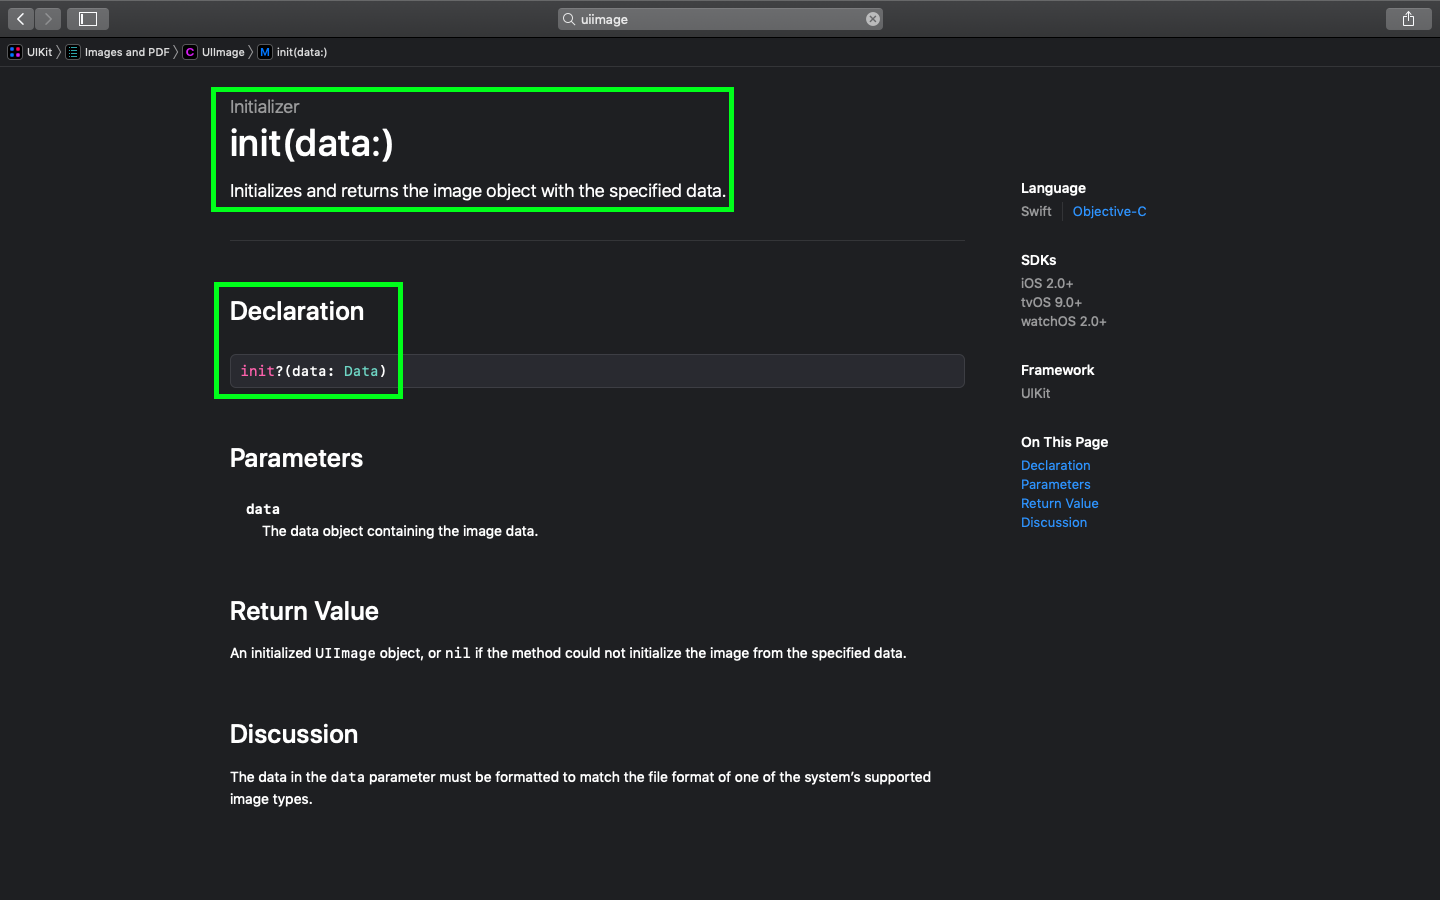 uiimage
UIKit Images and PDF C UIImage M init(data:)
Initializer
init(data:)
Initializes and returns the image object with the specified data.
Declaration
init?(data: Data)
Parameters
data
The data object containing the image data.
Return Value
An initialized UIImage object, or nil if the method could not initialize the image from the specified data.
Discussion
The data in the data parameter must be formatted to match the file format of one of the system's supported
image types.
Language
Swift Objective-C
SDKs
iOS 2.0+
tvOS 9.0+
watchOS 2.0+
Framework
UIKit
On This Page
Declaration
Parameters
Return Value
Discussion